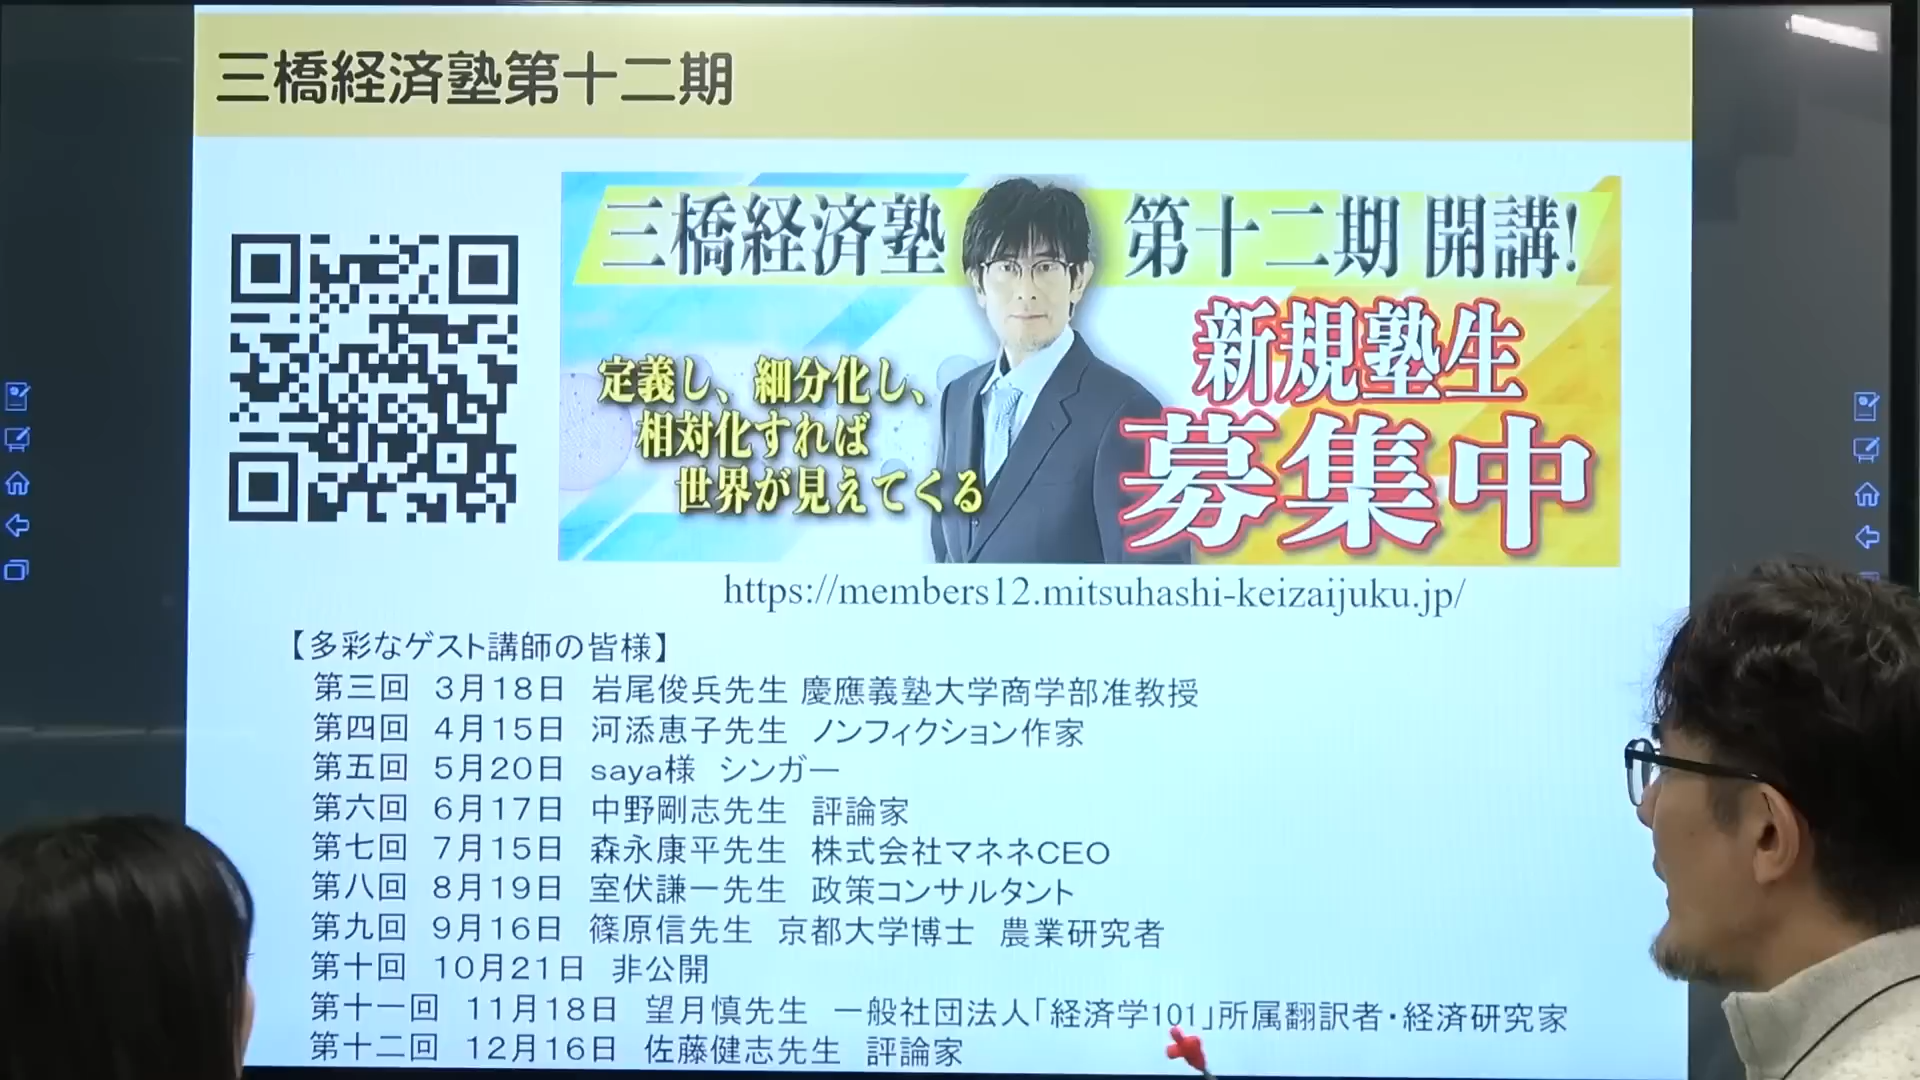 三橋経済塾第十二期
三橋経済塾 第十二期 開講!
定義し、細分化し、
相対化すれば
世界が見えてくる
新規塾生
募集中
https://members12.mitsuhashi-keizaijuku.jp/
【多彩なゲスト講師の皆様】
第三回 3月18日 岩尾俊兵先生 慶應義塾大学商学部准教授
第四回 4月15日 河添恵子先生 ノンフィクション作家
第五回 5月20日 saya様 シンガー
第六回 6月17日 中野剛志先生 評論家
第七回 7月15日 森永康平先生 株式会社マネネCEO
第八回 8月19日 室伏謙一先生 政策コンサルタント
第九回 9月16日 篠原信先生 京都大学博士 農業研究者
第十回 10月21日 非公開
第十一回 11月18日 望月慎先生 一般社団法人「経済学101」所属翻訳者・経済研究家
第十二回 12月16日 佐藤健志先生 評論家